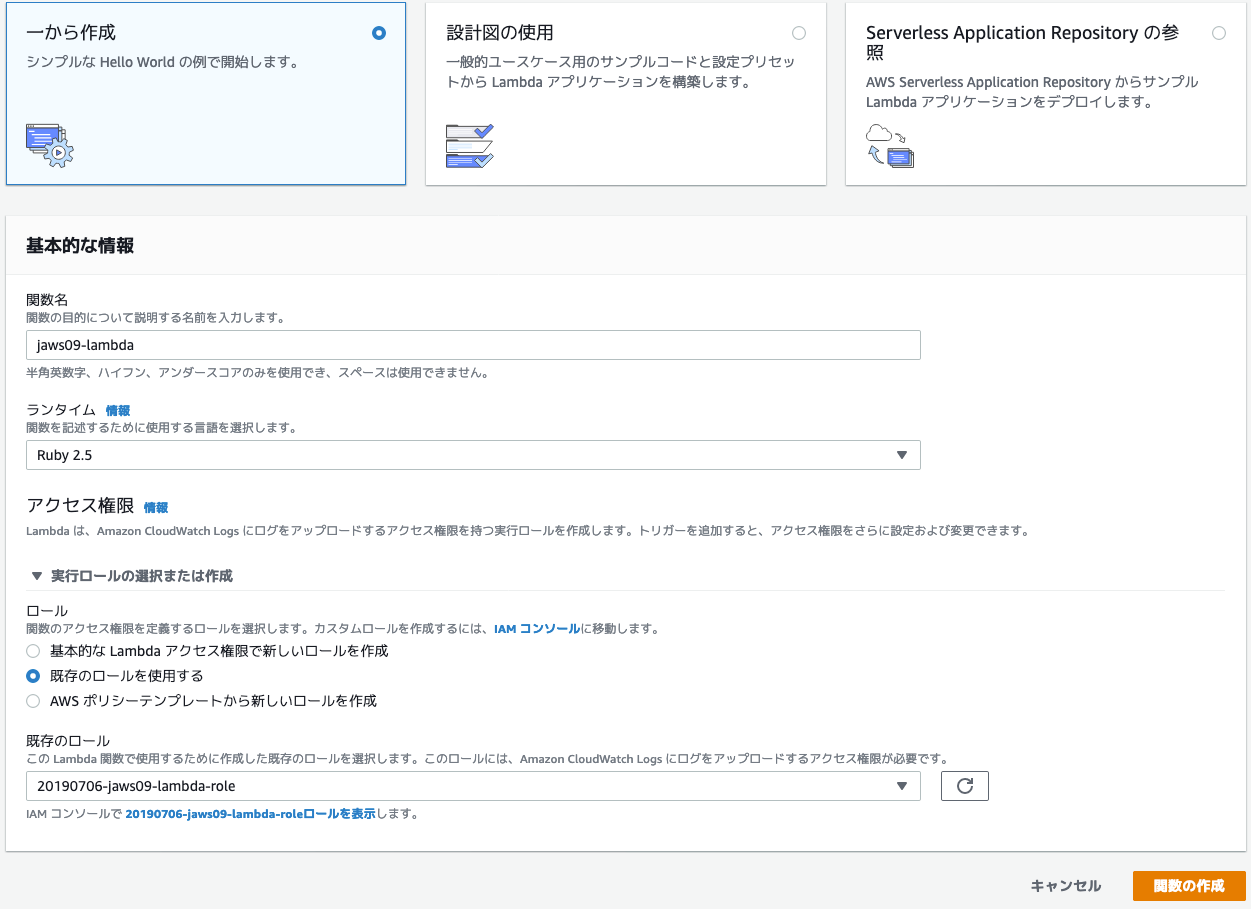 一から作成
シンプルな Hello World の例で開始します。
設計図の使用
一般的ユースケース用のサンプルコードと設定プリセッ
トから Lambda アプリケーションを構築します。
Serverless Application Repository の参
照
AWS Serverless Application Repository からサンプル
Lambda アプリケーションをデプロイします。
基本的な情報
関数名
関数の目的について説明する名前を入力します。
jaws09-lambda
半角英数字、ハイフン、アンダースコアのみを使用でき、スペースは使用できません。
ランタイム 情報
関数を記述するために使用する言語を選択します。
Ruby 2.5
アクセス権限 情報
Lambda は、Amazon CloudWatch Logs にログをアップロードするアクセス権限を持つ実行ロールを作成します。トリガーを追加すると、アクセス権限をさらに設定および変更できます。
▼ 実行ロールの選択または作成
ロール
関数のアクセス権限を定義するロールを選択します。カスタムロールを作成するには、IAM コンソールに移動します。
基本的な Lambda アクセス権限で新しいロールを作成
既存のロールを使用する
AWS ポリシーテンプレートから新しいロールを作成
既存のロール
この Lambda 関数で使用するために作成した既存のロールを選択します。このロールには、Amazon CloudWatch Logs にログをアップロードするアクセス権限が必要です。
20190706-jaws09-lambda-role
IAM コンソールで 20190706-jaws09-lambda-roleロールを表示します。
キャンセル
関数の作成